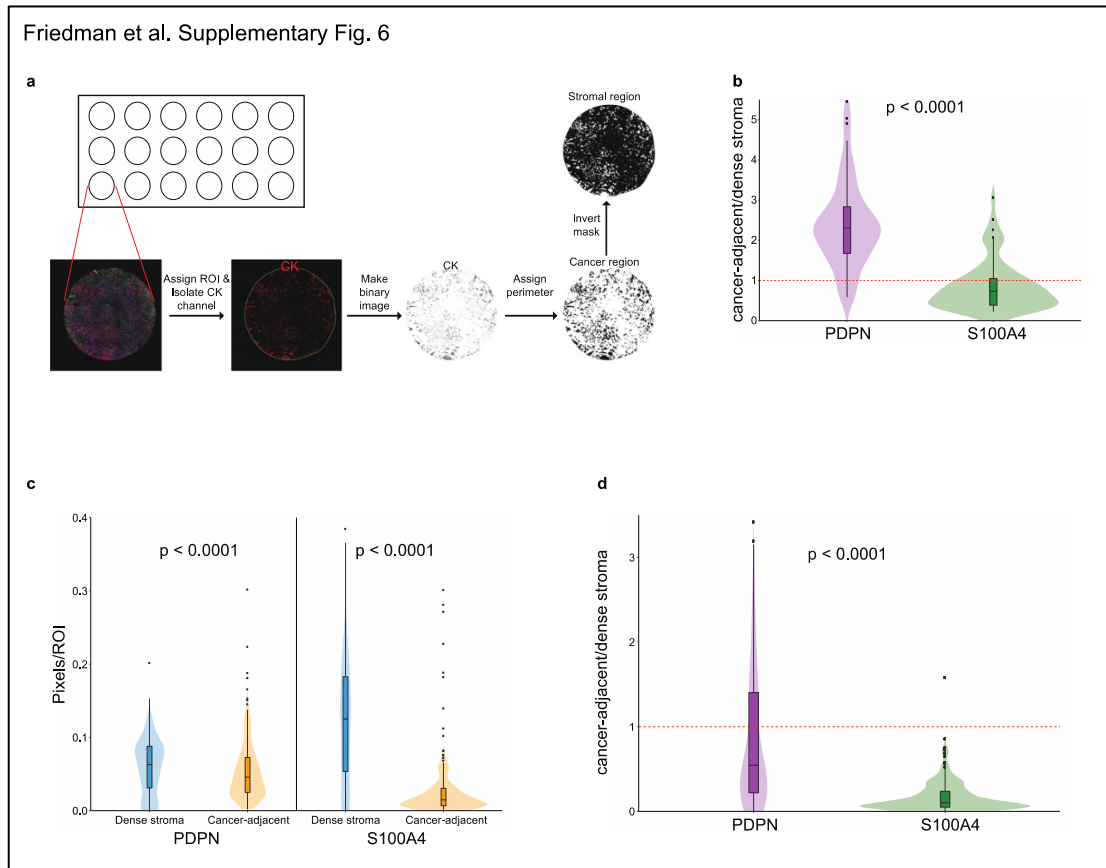 Friedman et al. Supplementary Fig. 6
a
Stromal region
Invert
mask
Assign ROI &
Isolate CK
channel
CK
Make
binary
image
CK
Assign
perimeter
Cancer region
b
p < 0.0001
cancer-adjacent/dense stroma
5
4
3
2
1
0
PDPN
S100A4
c
p < 0.0001
p < 0.0001
Pixels/ROI
0.4
0.3
0.2
0.1
0.0
Dense stroma
Cancer-adjacent
Dense stroma
Cancer-adjacent
PDPN
S100A4
d
p < 0.0001
cancer-adjacent/dense stroma
3
2
1
0
PDPN
S100A4